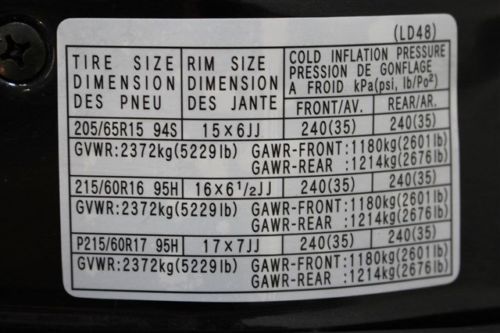 (LD48)
TIRE SIZE RIM SIZE COLD INFLATION PRESSURE
DIMENSION DIMENSION PRESSION DE GONFLAGE
DES PNEU DES JANTE A FROID kPa(psi, lb/Po²)
FRONT/AV. REAR/AR.
205/65R15 94S 15×6JJ 240(35) 240(35)
GVWR:2372kg(5229lb) GAWR-FRONT:1180kg(2601lb)
GAWR-REAR :1214kg(2676lb)
215/60R16 95H 16×6 1/2JJ 240(35) 240(35)
GVWR:2372kg(5229lb) GAWR-FRONT:1180kg(2601lb)
GAWR-REAR :1214kg(2676lb)
P215/60R17 95H 17×7JJ 240(35) 240(35)
GVWR:2372kg(5229lb) GAWR-FRONT:1180kg(2601lb)
GAWR-REAR :1214kg(2676lb)